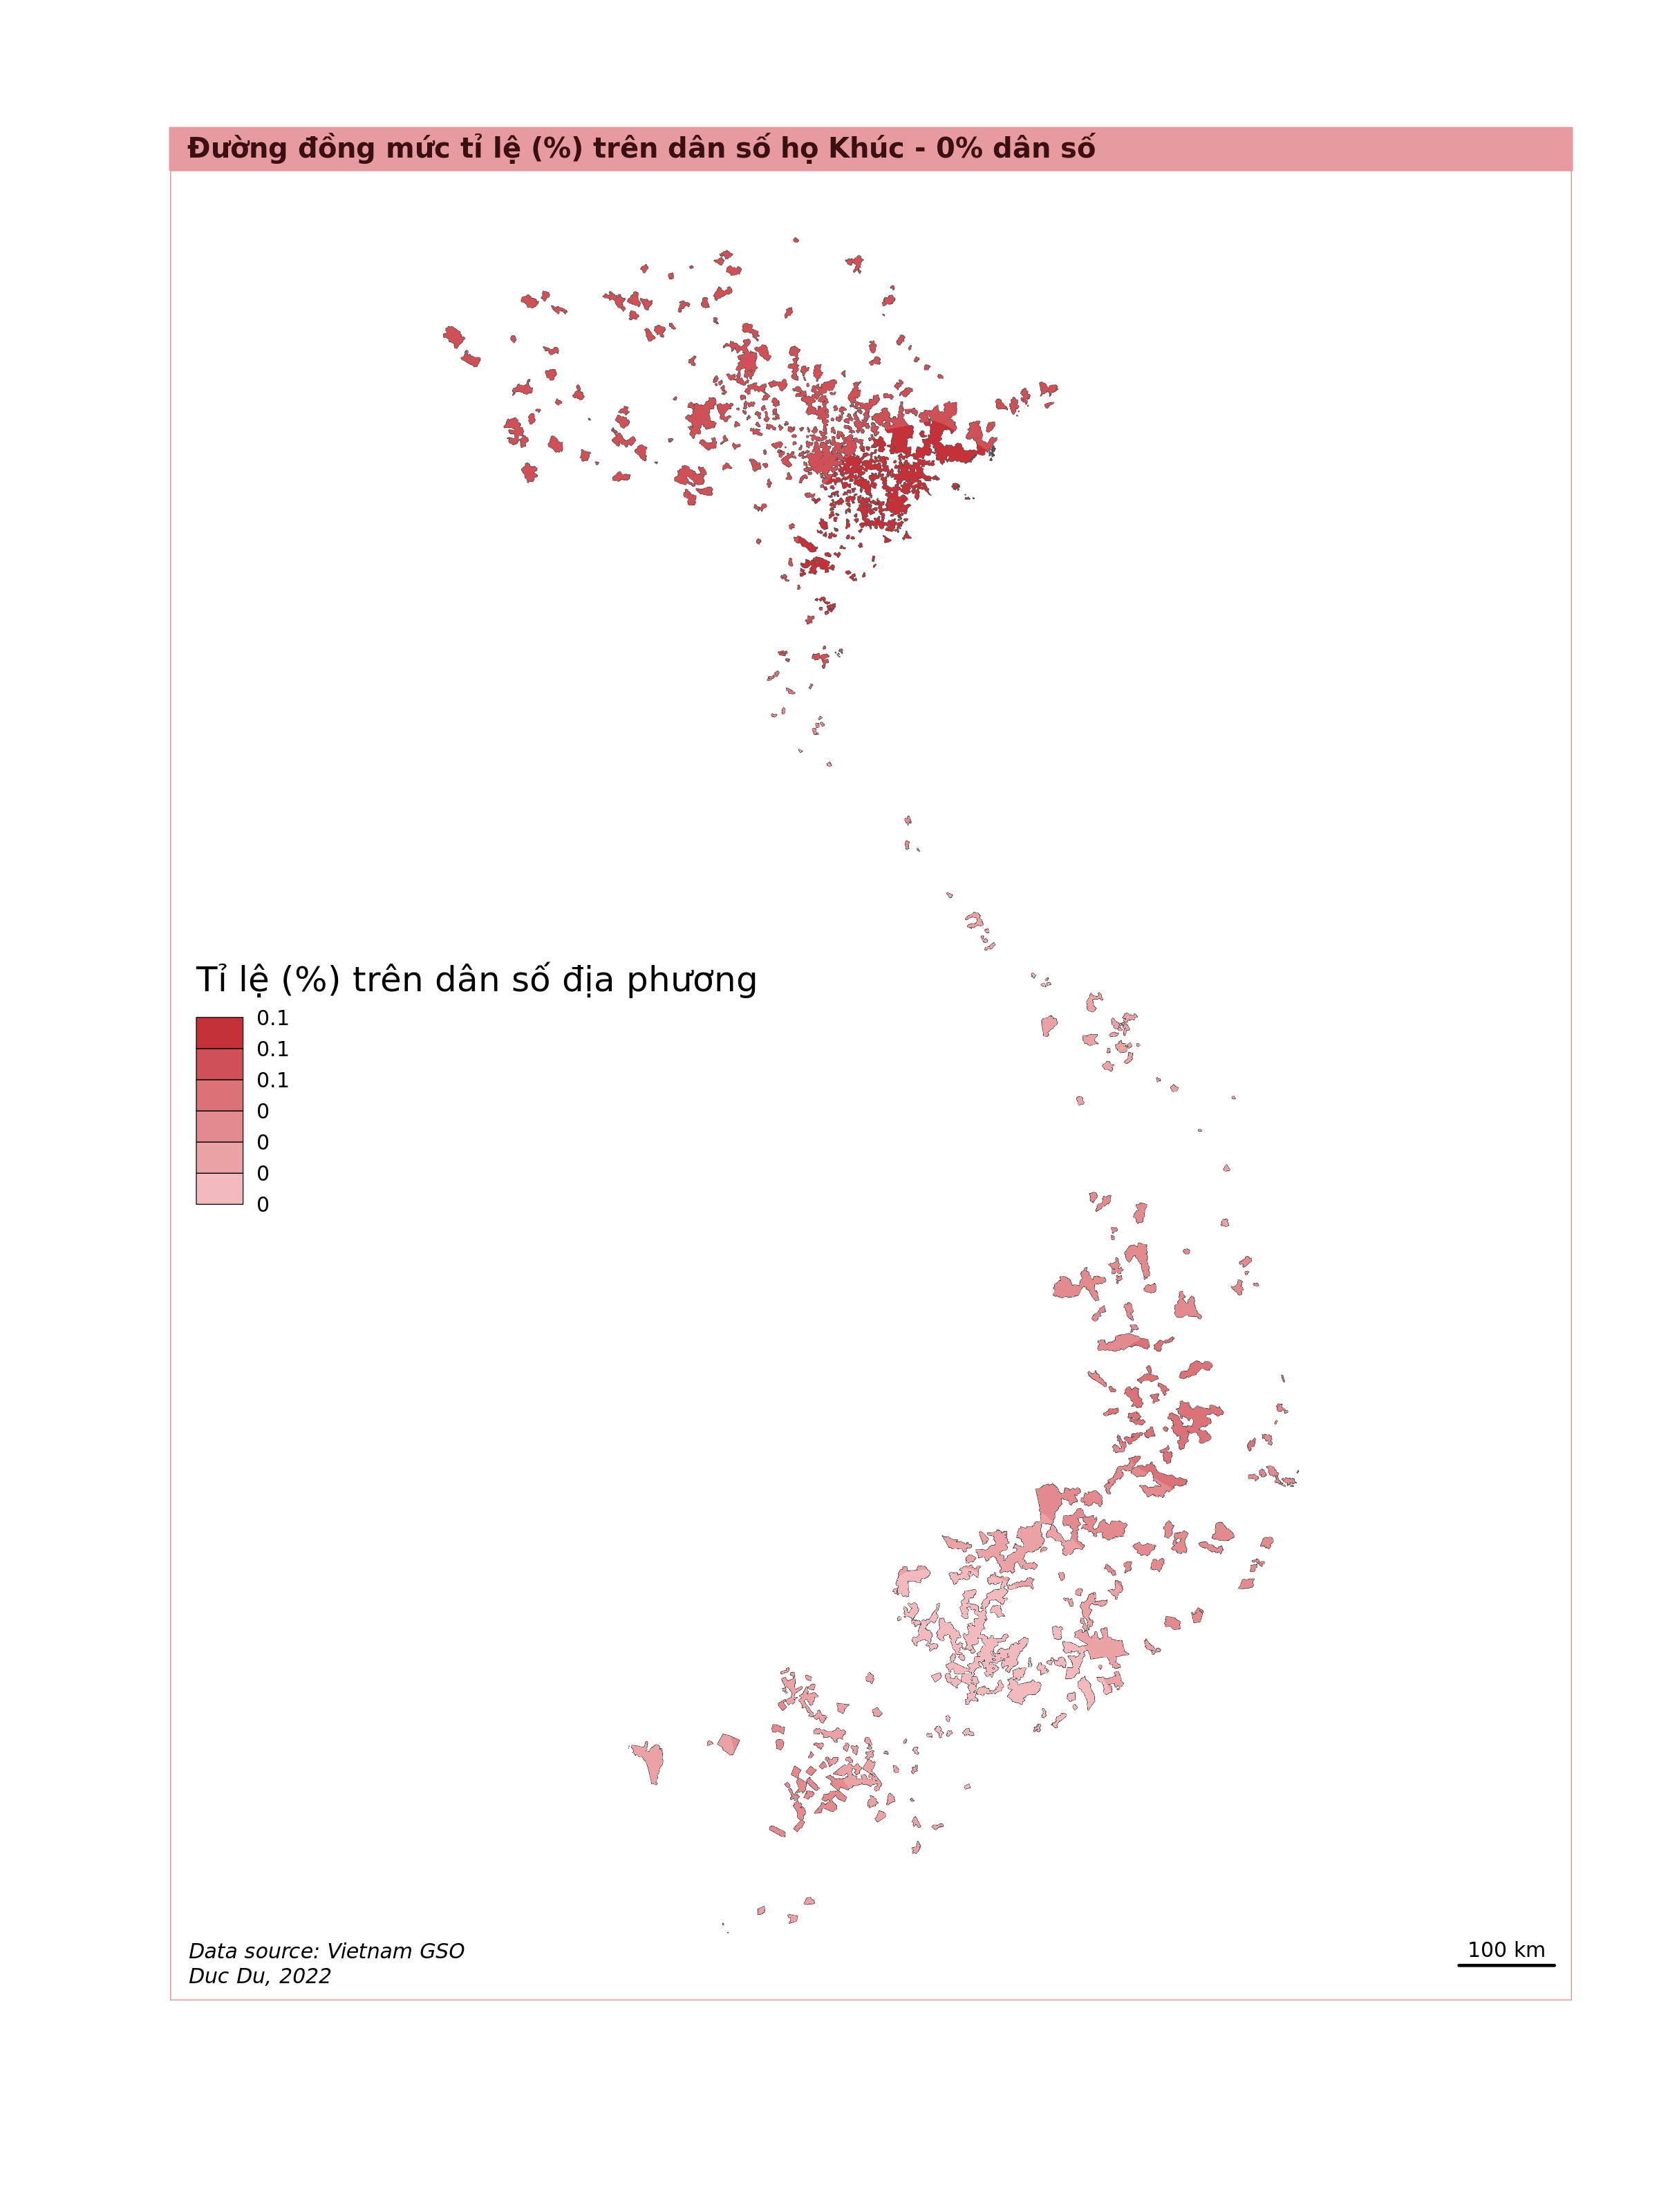 Đường đồng mức tỉ lệ (%) trên dân số họ Khúc - 0% dân số
Tỉ lệ (%) trên dân số địa phương
0.1
0.1
0.1
0
0
0
0
Data source: Vietnam GSO
Duc Du, 2022
100 km